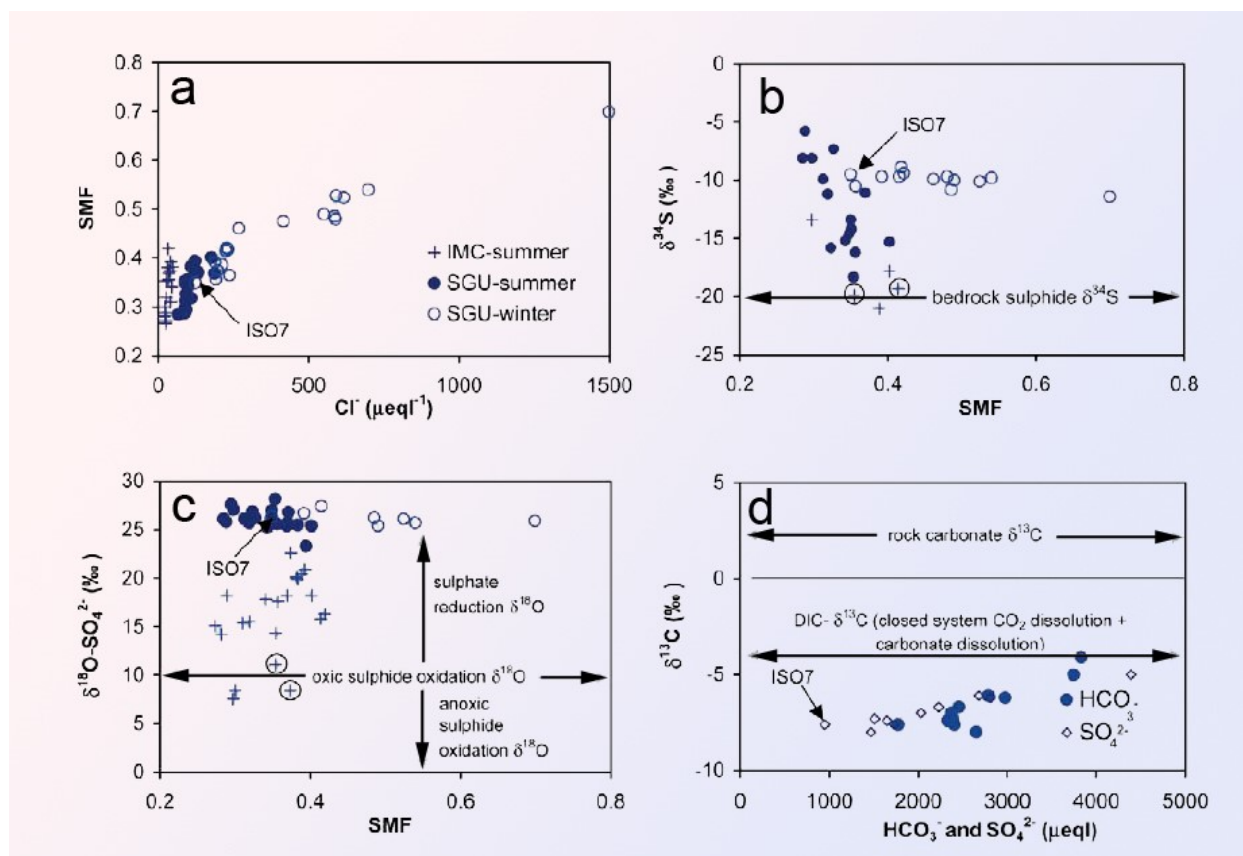 a
0.8
0.7
0.6
0.5
0.4
0.3
0.2
SMF
IMC-summer
SGU-summer
SGU-winter
ISO7
0
500
1000
1500
Cl⁻ (μeql⁻¹)
b
0
-5
-10
-15
-20
-25
δ³⁴S (‰)
ISO7
bedrock sulphide δ³⁴S
0.2
0.4
0.6
0.8
SMF
c
30
25
20
15
10
5
0
δ¹⁸O-SO₄²⁻ (‰)
ISO7
sulphate
reduction δ¹⁸O
oxic sulphide oxidation δ¹⁸O
anoxic
sulphide
oxidation δ¹⁸O
0.2
0.4
0.6
0.8
SMF
d
5
0
-5
-10
δ¹³C (‰)
rock carbonate δ¹³C
DIC- δ¹³C (closed system CO₂ dissolution +
carbonate dissolution)
ISO7
HCO₃⁻
SO₄²⁻
0
1000
2000
3000
4000
5000
HCO₃⁻ and SO₄²⁻ (μeql)